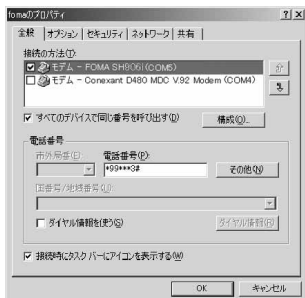 fomaのプロパティ
全般 オプション セキュリティ ネットワーク 共有
接続の方法(T):
モデム - FOMA SH906i (COM5)
モデム - Conexant D480 MDC V.92 Modem (COM4)
すべてのデバイスで同じ番号を呼び出す(D) 構成(O)...
電話番号
市外局番(E): 電話番号(P):
*99***3# その他(N)
国番号/地域番号(U):
ダイヤル情報を使う(S) ダイヤル情報(R)
接続時にタスク バーにアイコンを表示する(W)
OK キャンセル